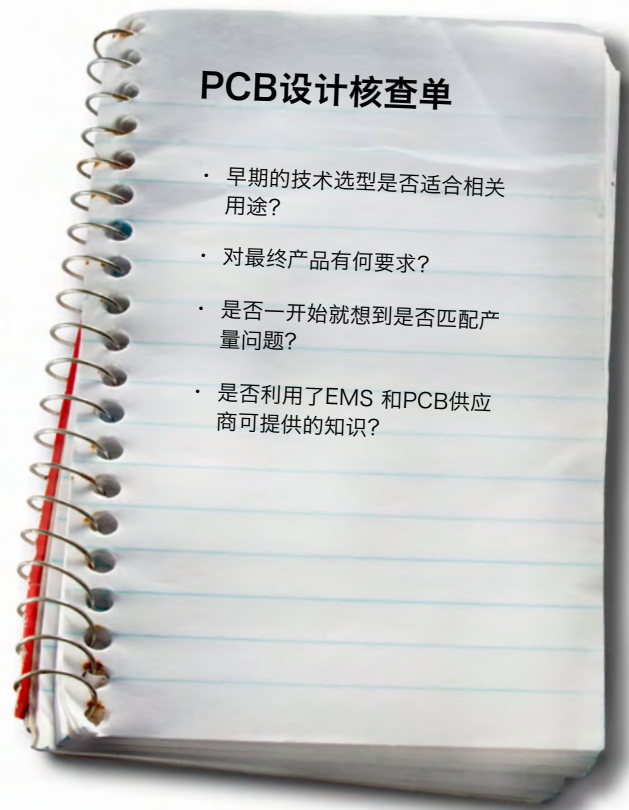 PCB设计核查单
· 早期的技术选型是否适合相关
用途?
· 对最终产品有何要求?
· 是否一开始就想到是否匹配产
量问题?
· 是否利用了EMS 和PCB供应
商可提供的知识?